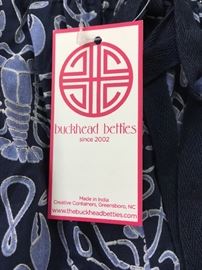 buckhead betties
since 2002
Made in India
Creative Containers, Greensboro, NC
www.thebuckheadbetties.com